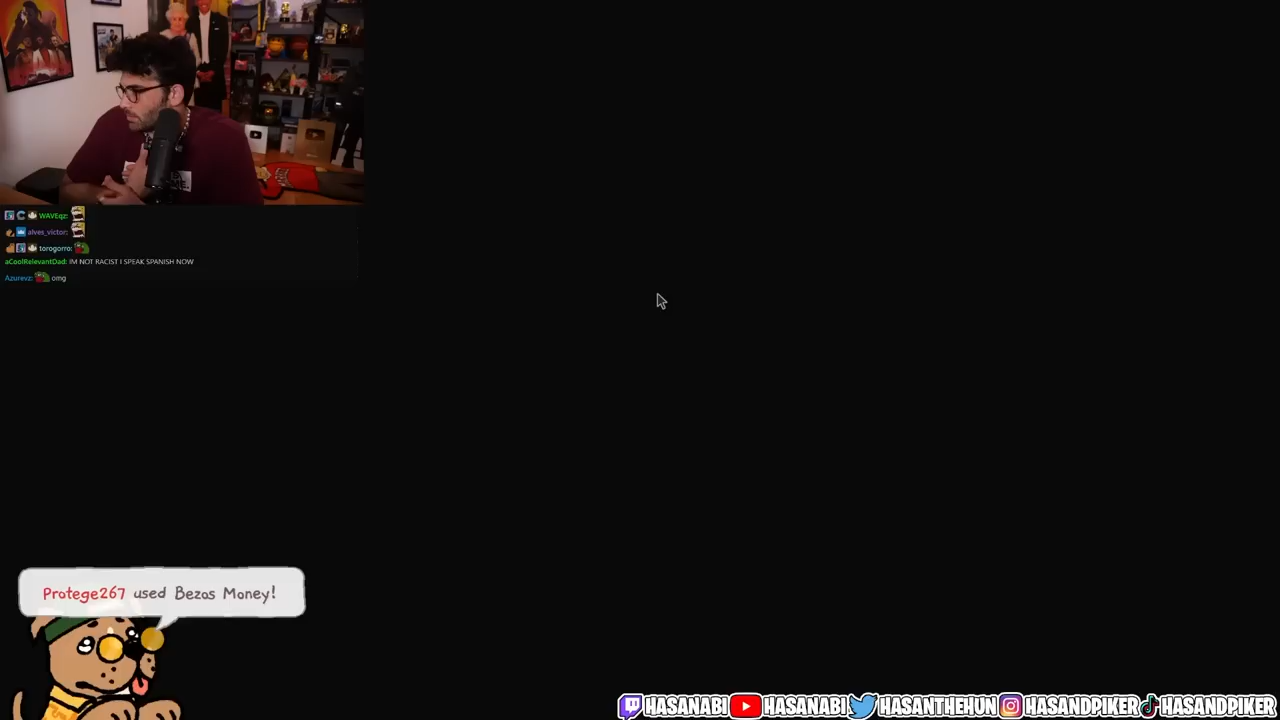 WAVEqz:
alves_victor:
torogorro:
aCoolRelevantDad: IM NOT RACIST I SPEAK SPANISH NOW
Azurevz: omg
Protege267 used Bezos Money!
HASANABI HASANABI HASANTHEHUN HASANDPIKER HASANDPIKER